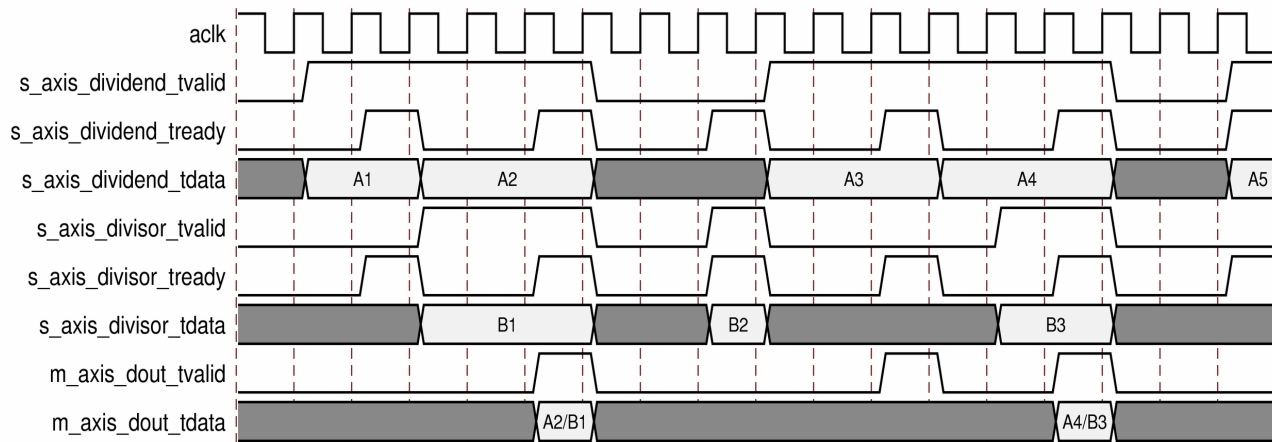 aclk
s_axis_dividend_tvalid
s_axis_dividend_tready
s_axis_dividend_tdata A1 A2 A3 A4 A5
s_axis_divisor_tvalid
s_axis_divisor_tready
s_axis_divisor_tdata B1 B2 B3
m_axis_dout_tvalid
m_axis_dout_tdata A2/B1 A4/B3